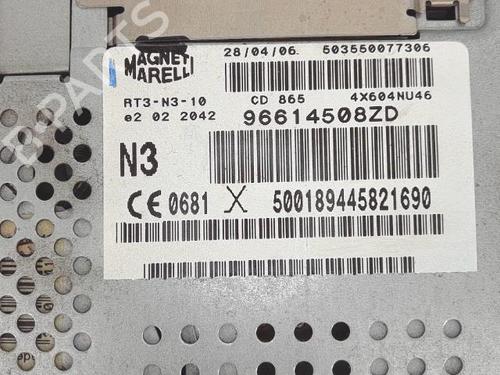 MAGNETI
MARELLI
28/04/06.
503550077306
RT3-N3-10
CD 865
4X604NU46
e2 02 2042
96614508ZD
N3
CE 0681 X 500189445821690
B-PARTS